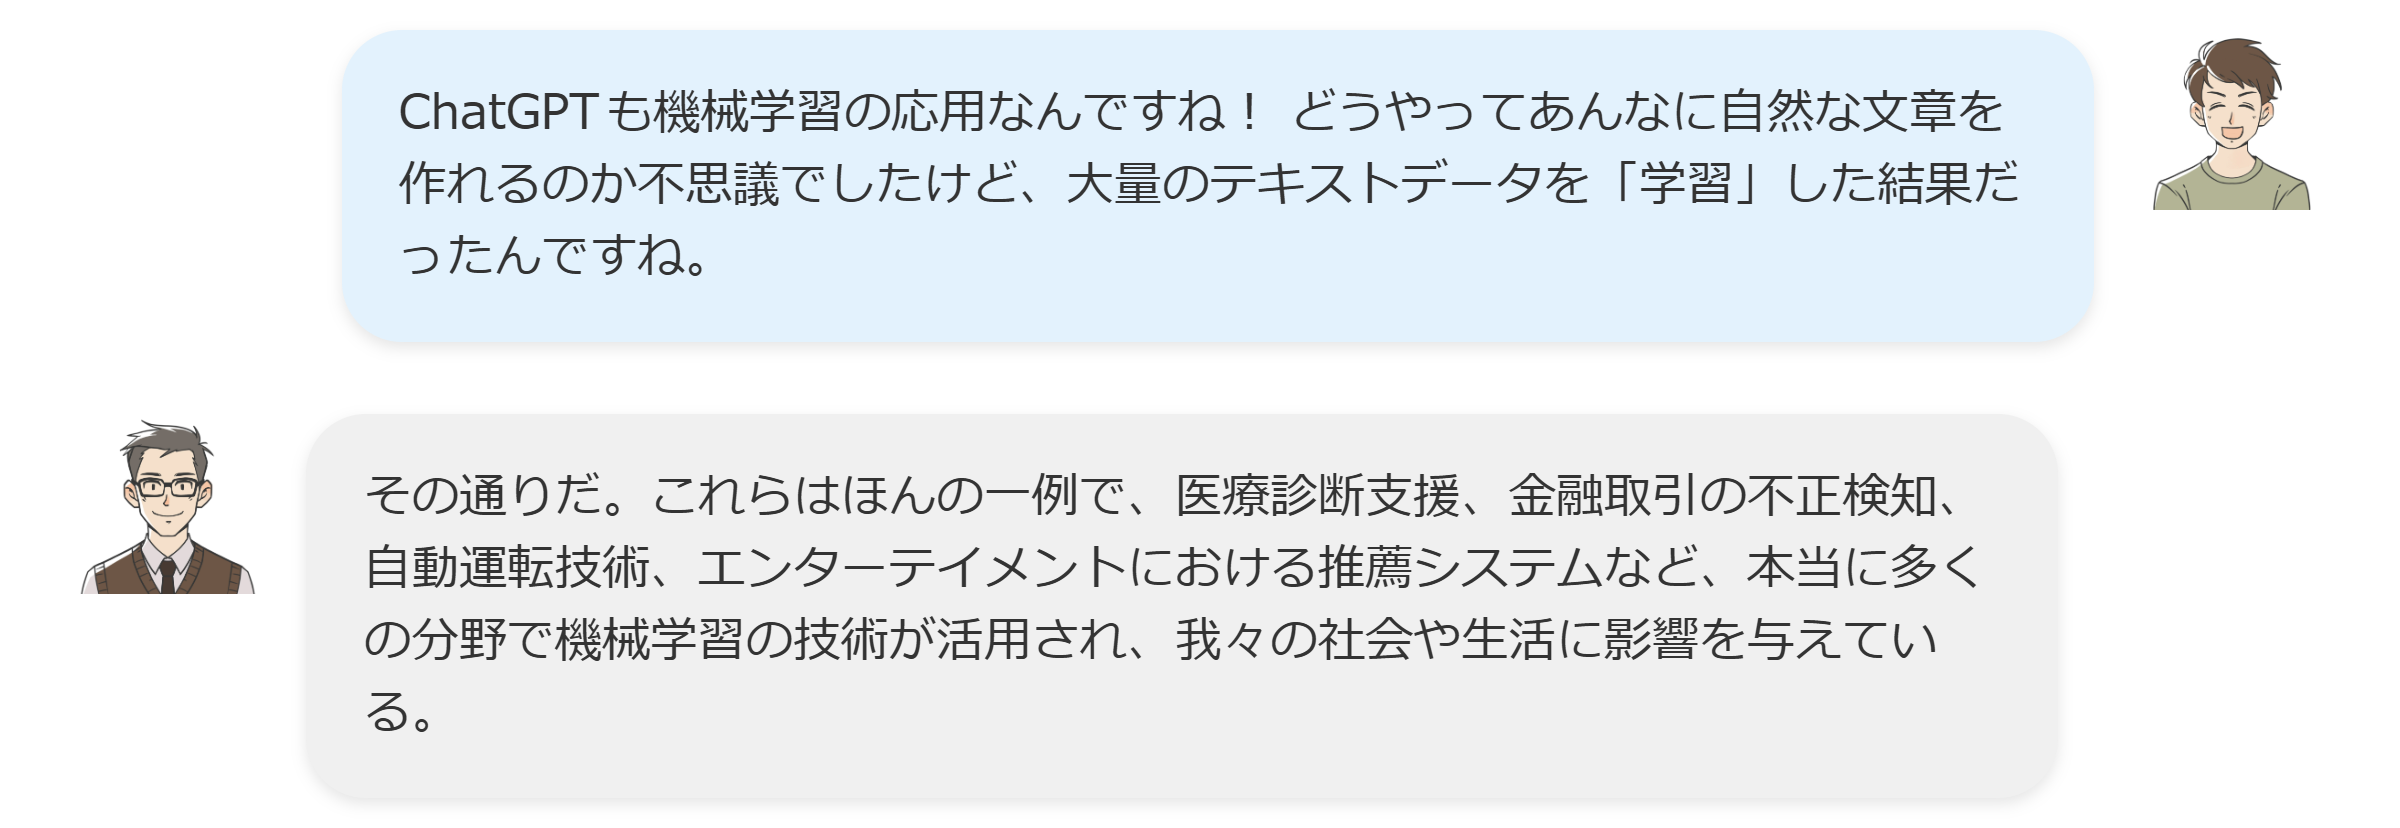 ChatGPTも機械学習の応用なんですね！ どうやってあんなに自然な文章を
作れるのか不思議でしたけど、大量のテキストデータを「学習」した結果だ
ったんですね。
その通りだ。これらはほんの一例で、医療診断支援、金融取引の不正検知、
自動運転技術、エンターテイメントにおける推薦システムなど、本当に多く
の分野で機械学習の技術が活用され、我々の社会や生活に影響を与えてい
る。